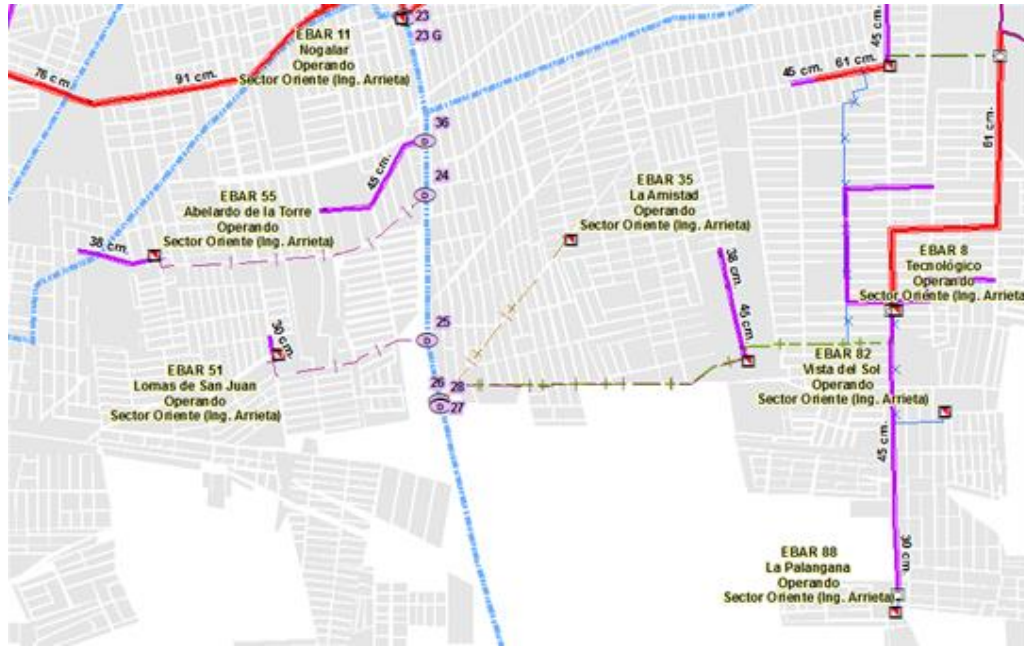 23
23 G
EBAR 11
Nogalar
Operando
Sector Oriente (Ing. Arrieta)
76 cm.
91 cm.
45 cm.
61 cm.
45 cm.
61 cm.
36
45 cm.
24
EBAR 55
Abelardo de la Torre
Operando
Sector Oriente (Ing. Arrieta)
38 cm.
EBAR 35
La Amistad
Operando
Sector Oriente (Ing. Arrieta)
38 cm.
45 cm.
EBAR 8
Tecnológico
Operando
Sector Oriente (Ing. Arrieta
25
30 cm.
EBAR 51
Lomas de San Juan
Operando
Sector Oriente (Ing. Arrieta)
26
28
27
EBAR 82
Vista del Sol
Operando
Sector Oriente (Ing. Arrieta)
45 cm.
30 cm.
EBAR 88
La Palangana
Operando
Sector Oriente (Ing. Arrieta)